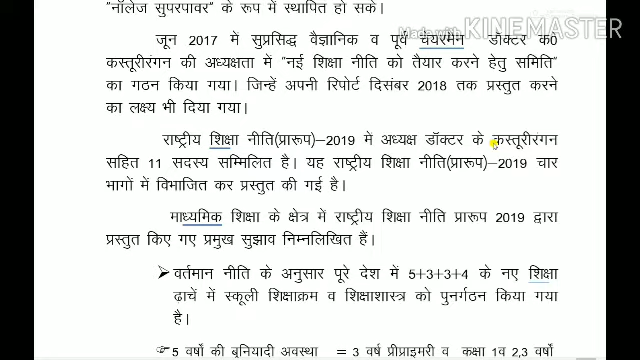 "नॉलेज सुपरपावर" के रूप में स्थापित हो सके।
Made with KINEMASTER
जून 2017 में सुप्रसिद्ध वैज्ञानिक व पूर्व चेयरमैन डॉक्टर क0
कस्तूरीरंगन की अध्यक्षता में "नई शिक्षा नीति को तैयार करने हेतु समिति"
का गठन किया गया। जिन्हें अपनी रिपोर्ट दिसंबर 2018 तक प्रस्तुत करने
का लक्ष्य भी दिया गया।
राष्ट्रीय शिक्षा नीति(प्रारूप)–2019 में अध्यक्ष डॉक्टर के कस्तूरीरंगन
सहित 11 सदस्य सम्मिलित है। यह राष्ट्रीय शिक्षा नीति(प्रारूप)–2019 चार
भागों में विभाजित कर प्रस्तुत की गई है।
माध्यमिक शिक्षा के क्षेत्र में राष्ट्रीय शिक्षा नीति प्रारूप 2019 द्वारा
प्रस्तुत किए गए प्रमुख सुझाव निम्नलिखित हैं।
➢ वर्तमान नीति के अनुसार पूरे देश में 5+3+3+4 के नए शिक्षा
ढाचें में स्कूली शिक्षाक्रम व शिक्षाशास्त्र को पुनर्गठन किया गया
है।
☞ 5 वर्षों की बुनियादी अवस्था = 3 वर्ष प्रीप्राइमरी व कक्षा 1व 2,3 वर्षों